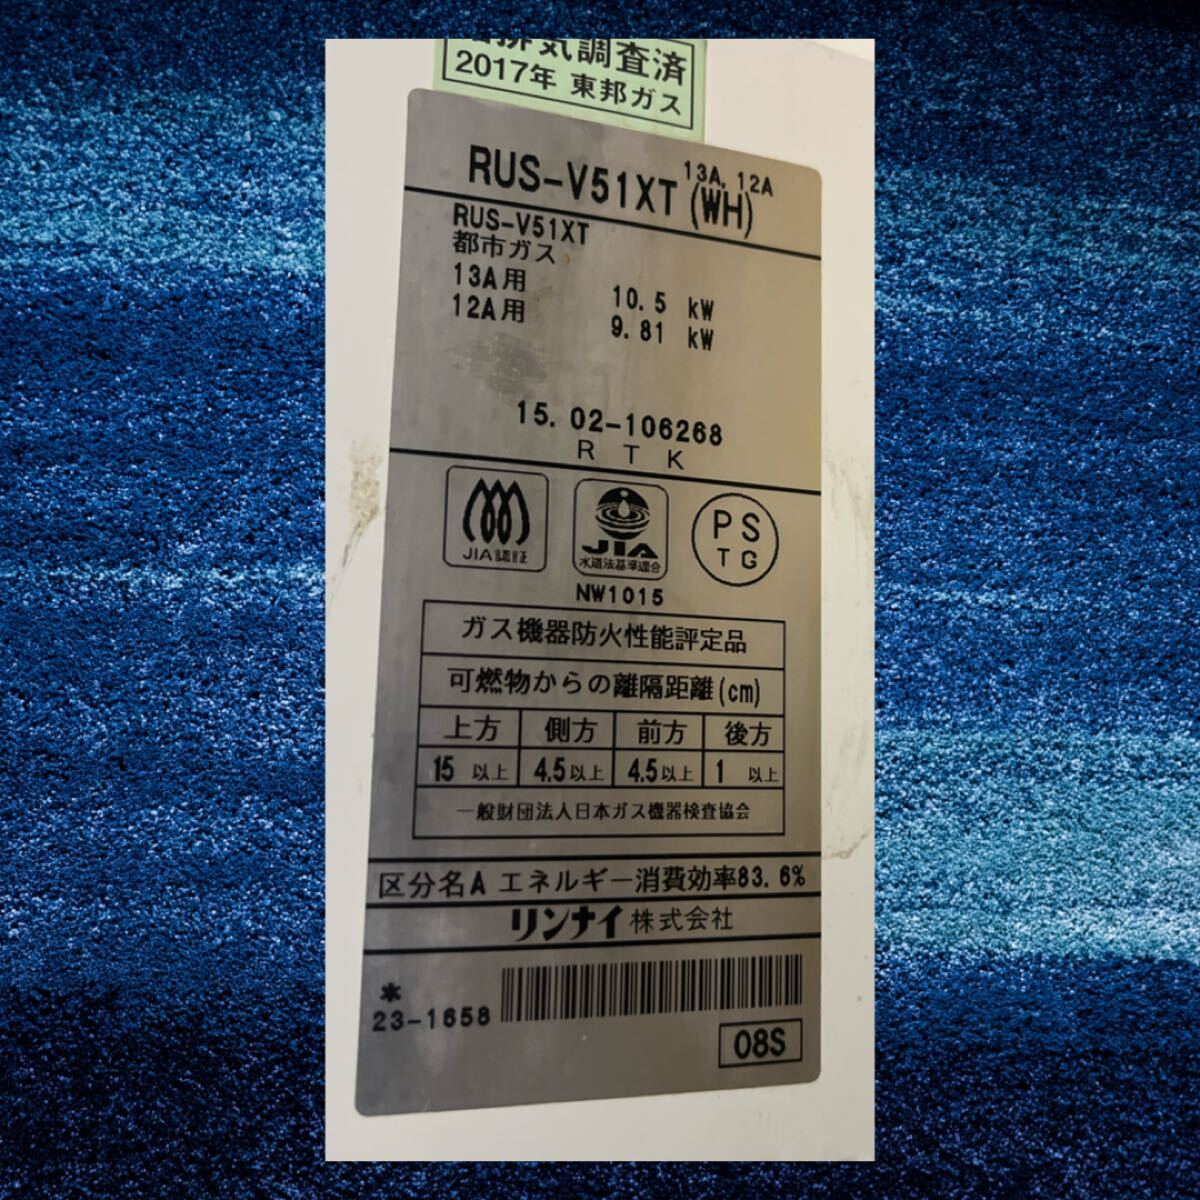 排気調査済
2017年 東邦ガス
RUS-V51XT (WH) 13A, 12A
RUS-V51XT
都市ガス
13A用 10.5 kW
12A用 9.81 kW
15. 02-106268
R T K
JIA認証
JIA
水道法基準適合
PS
TG
NW1015
ガス機器防火性能評定品
可燃物からの離隔距離(cm)
上方 側方 前方 後方
15 以上 4.5以上 4.5以上 1 以上
一般財団法人日本ガス機器検査協会
区分名A エネルギー消費効率83.6%
リンナイ株式会社
水
23-1658
08S